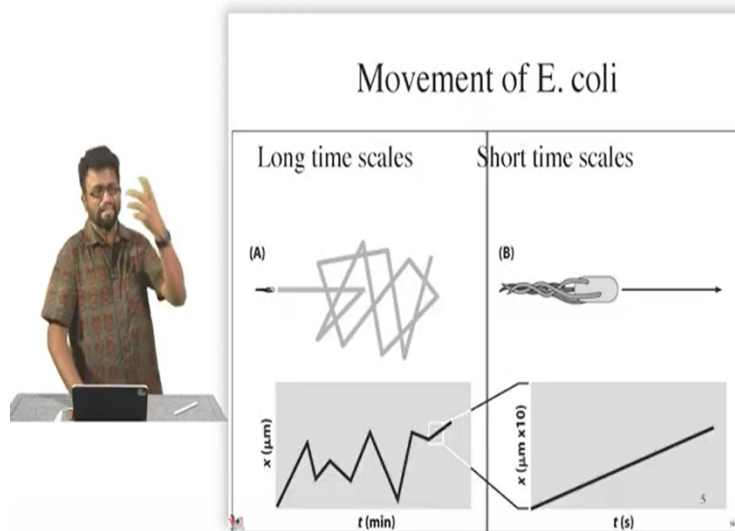 Movement of E. coli
Long time scales
Short time scales
(A)
(B)
x (μm)
t (min)
x (μm x10)
t (s)
5